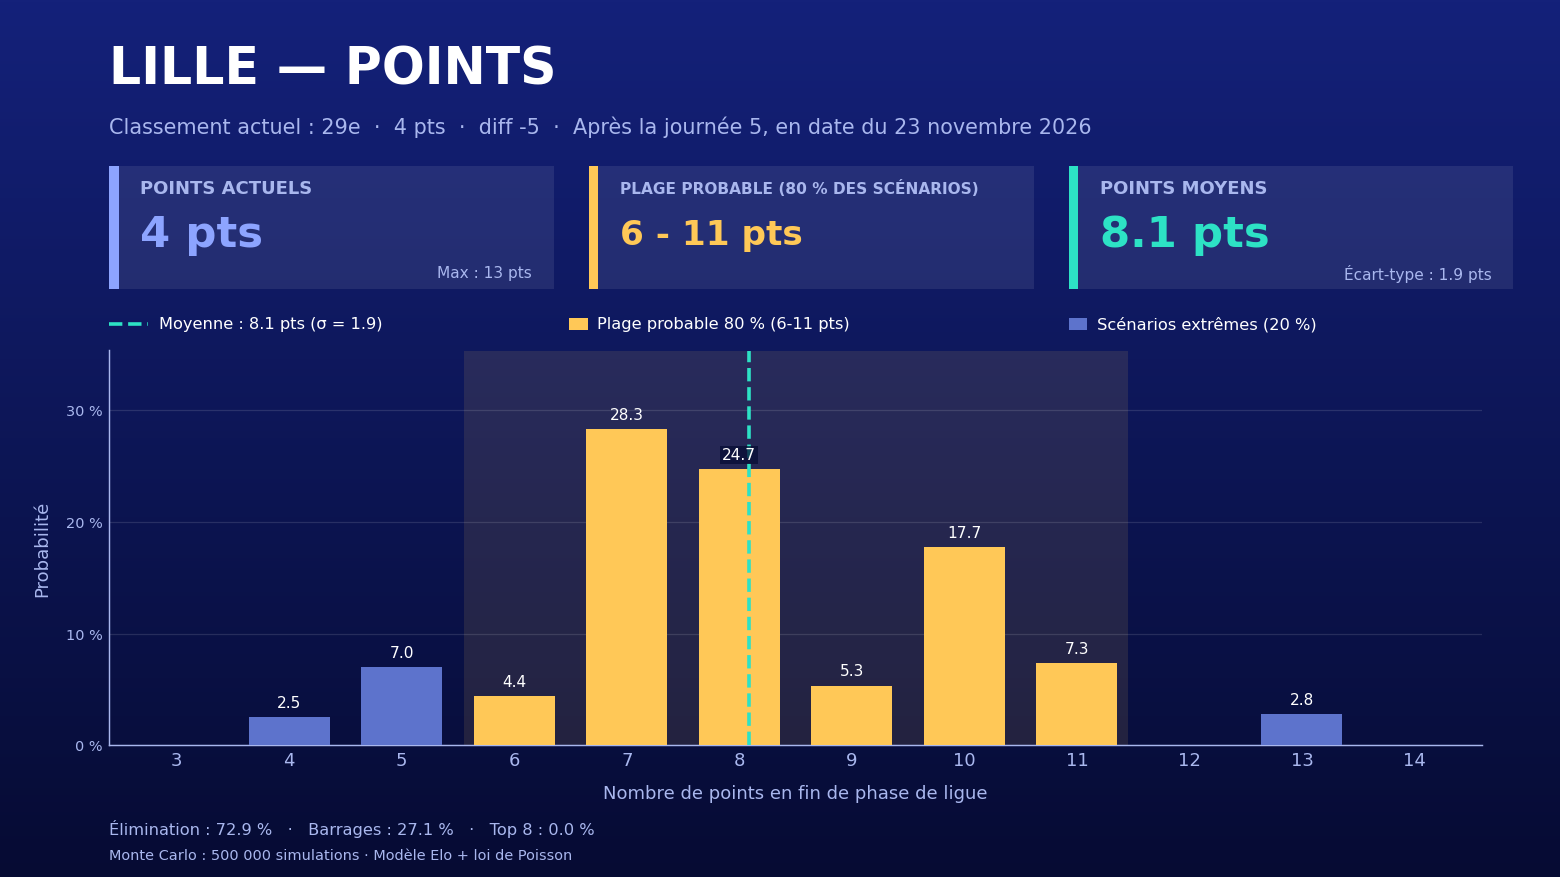 LILLE — POINTS
Classement actuel : 29e · 4 pts · diff -5 · Après la journée 5, en date du 23 novembre 2026
POINTS ACTUELS
4 pts
Max : 13 pts
PLAGE PROBABLE (80 % DES SCÉNARIOS)
6 - 11 pts
POINTS MOYENS
8.1 pts
Écart-type : 1.9 pts
Moyenne : 8.1 pts (σ = 1.9)
Plage probable 80 % (6-11 pts)
Scénarios extrêmes (20 %)
Probabilité
30 %
20 %
10 %
0 %
2.5
7.0
4.4
28.3
24.7
5.3
17.7
7.3
2.8
3 4 5 6 7 8 9 10 11 12 13 14
Nombre de points en fin de phase de ligue
Élimination : 72.9 % · Barrages : 27.1 % · Top 8 : 0.0 %
Monte Carlo : 500 000 simulations · Modèle Elo + loi de Poisson